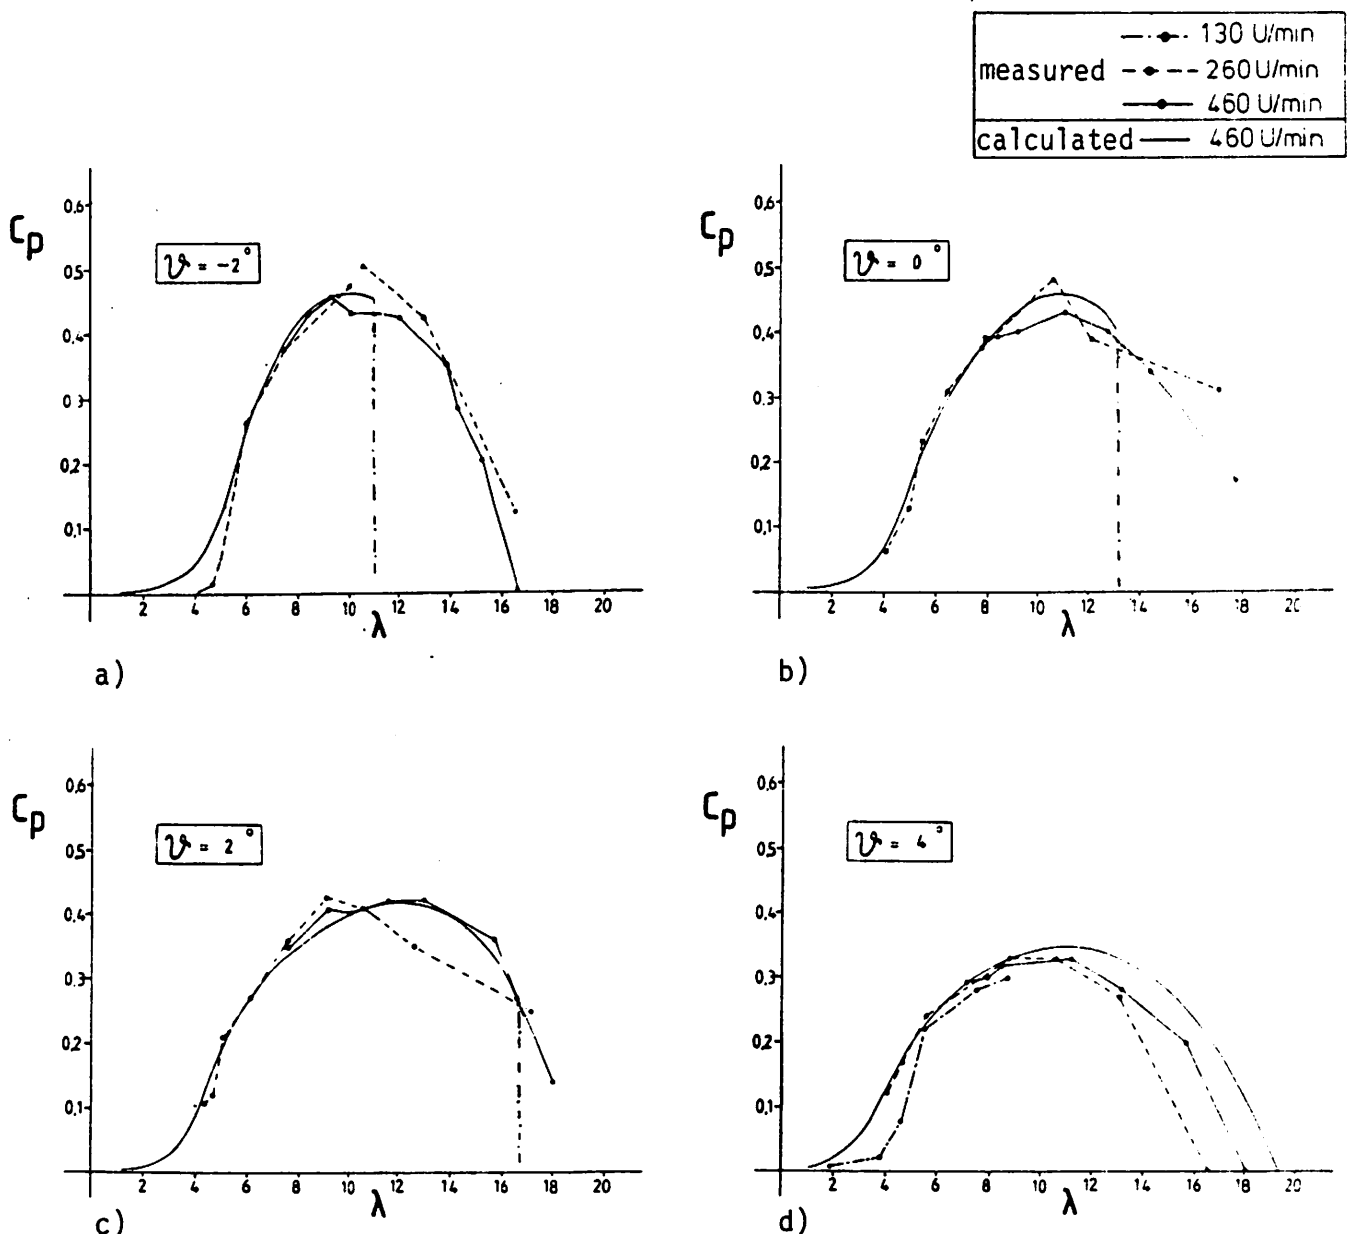 130 U/min
measured 260 U/min
460 U/min
calculated 460 U/min
Cp
0,6
0,5
0,4
0,3
0,2
0,1
ϑ = -2°
2 4 6 8 10 12 14 16 18 20
λ
a)
Cp
0,6
0,5
0,4
0,3
0,2
0,1
ϑ = 0°
2 4 6 8 10 12 14 16 18 20
λ
b)
Cp
0,6
0,5
0,4
0,3
0,2
0,1
ϑ = 2°
2 4 6 8 10 12 14 16 18 20
λ
c)
Cp
0,6
0,5
0,4
0,3
0,2
0,1
ϑ = 4°
2 4 6 8 10 12 14 16 18 20
λ
d)